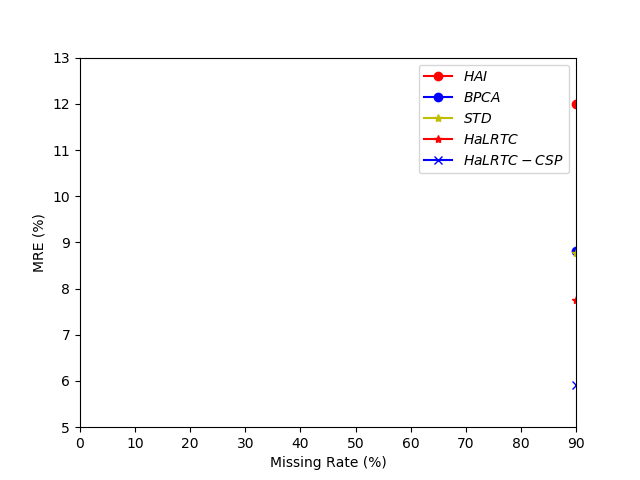 13
12
11
10
9
8
7
6
5
MRE (%)
0 10 20 30 40 50 60 70 80 90
Missing Rate (%)
HAI
BPCA
STD
HaLRTC
HaLRTC − CSP